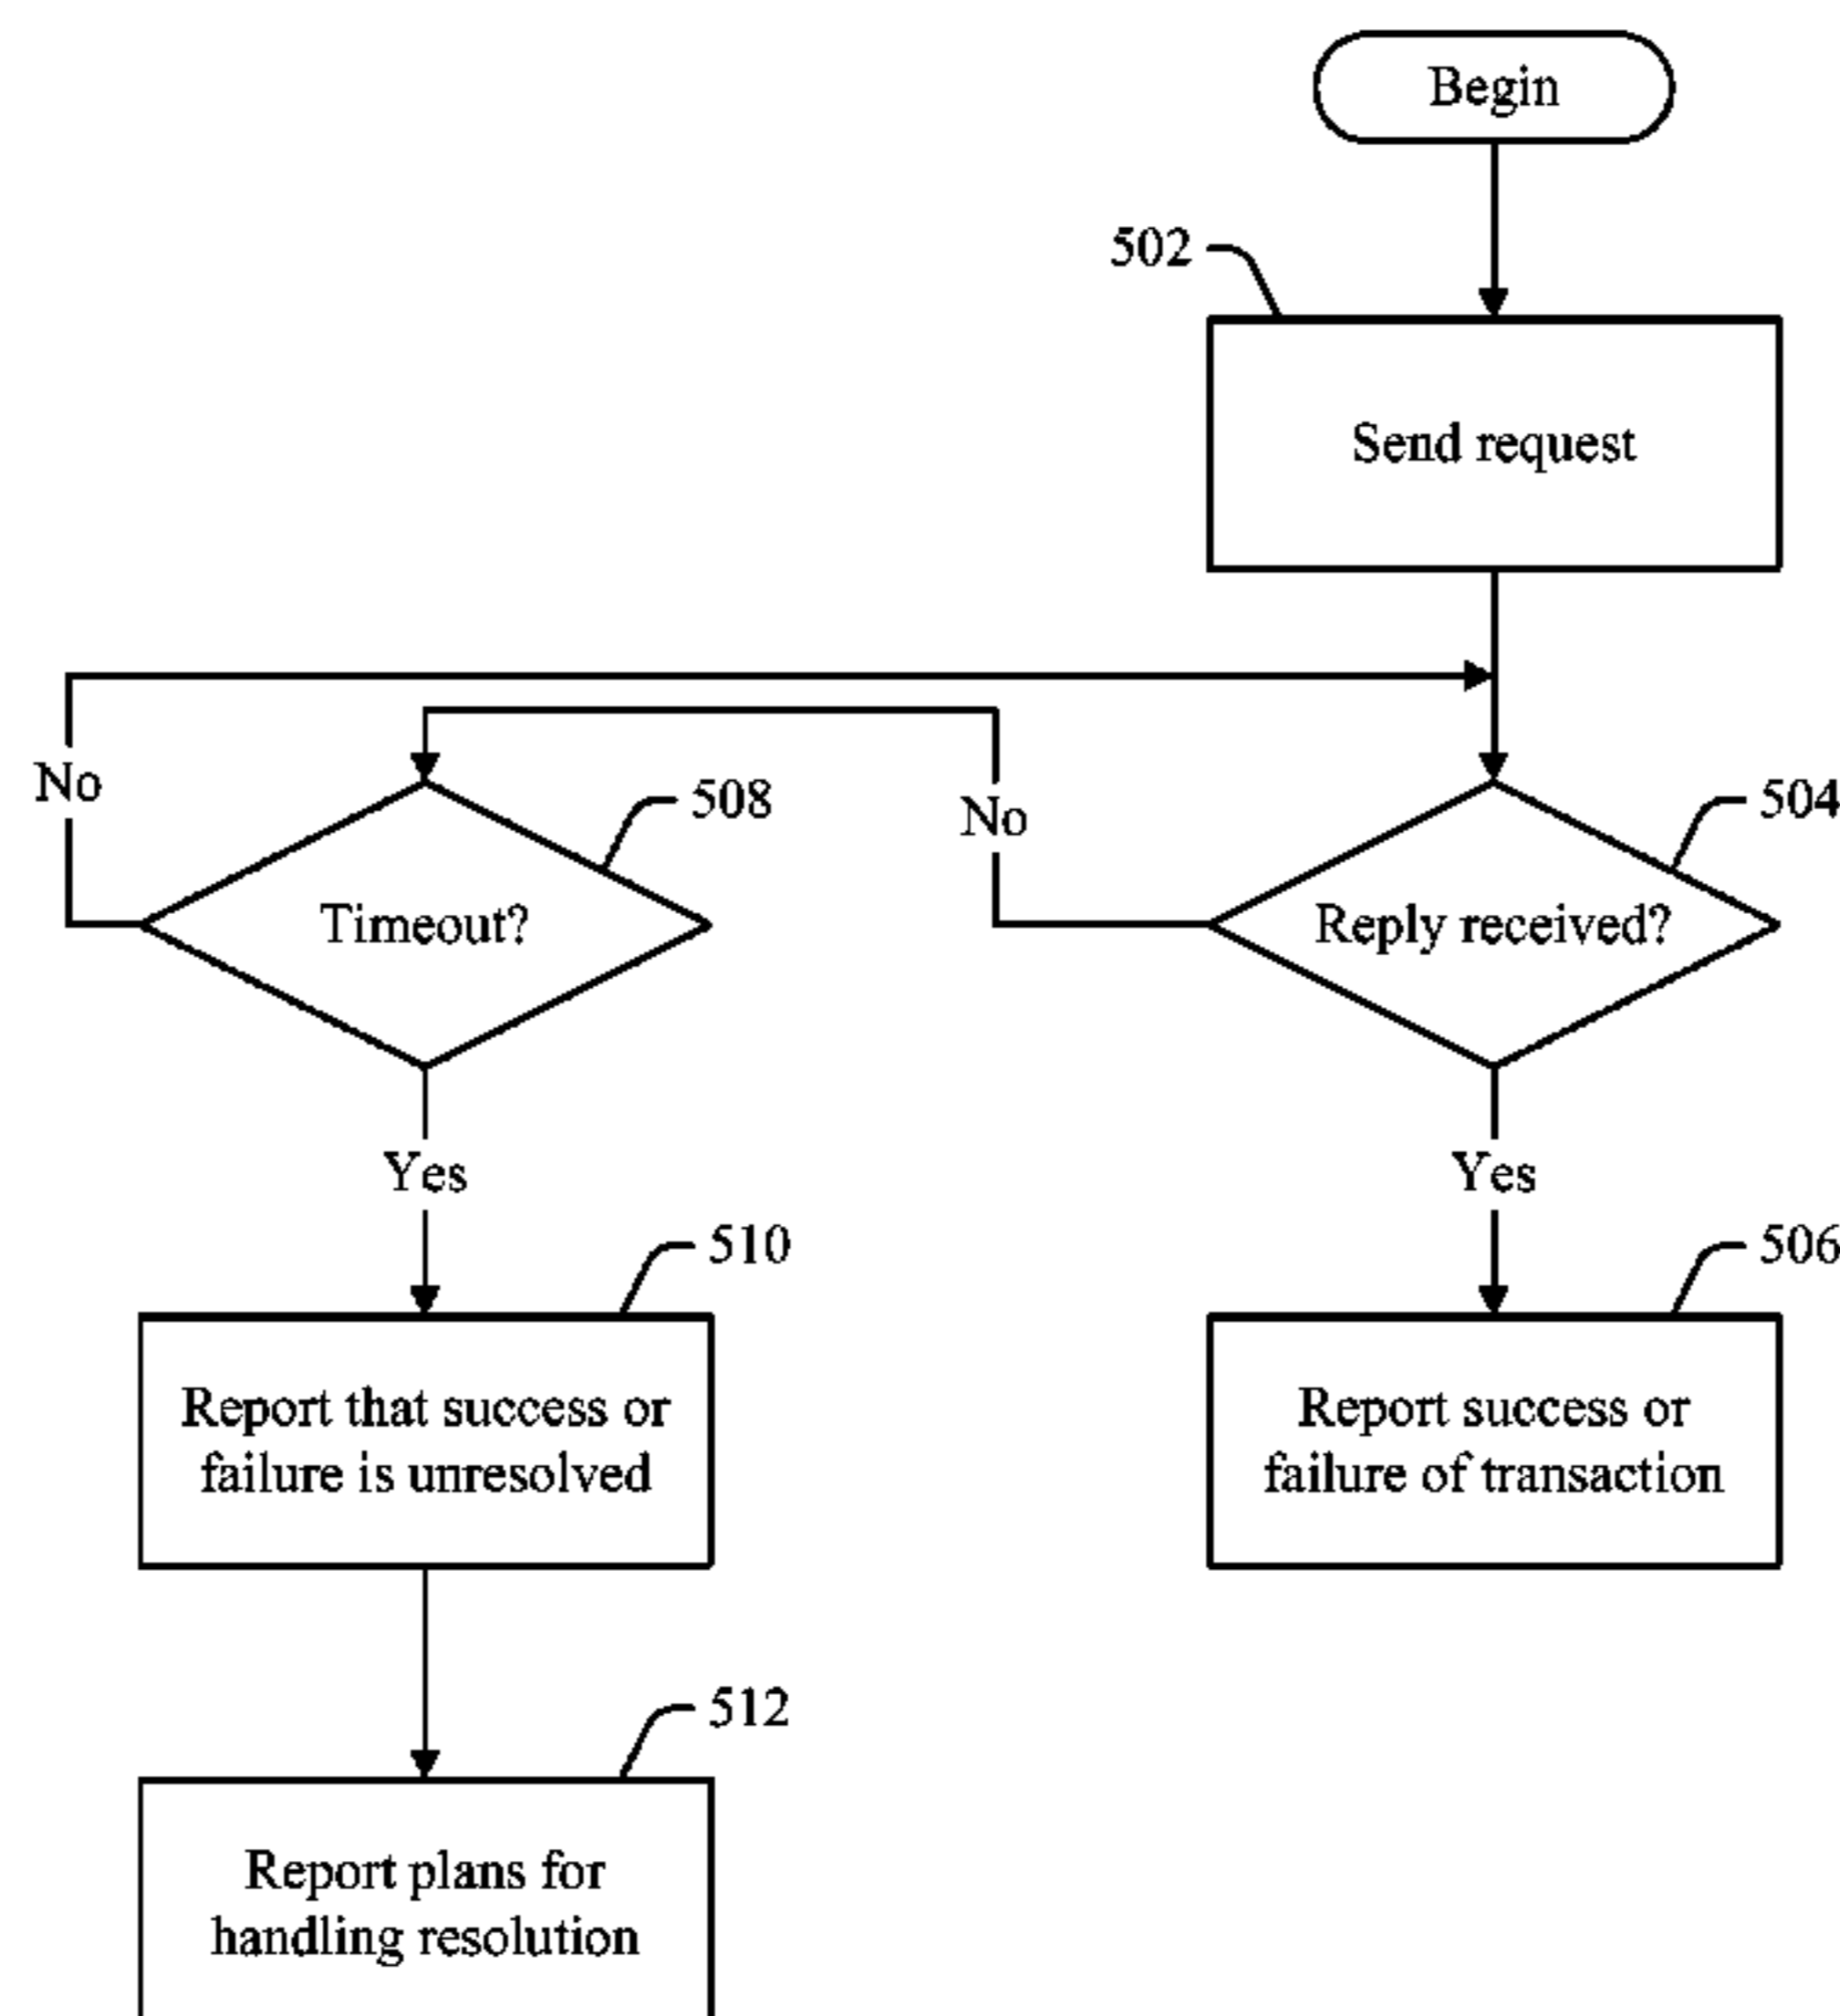 Begin
502
Send request
No
508
Timeout?
No
504
Reply received?
Yes
Yes
510
Report that success or
failure is unresolved
506
Report success or
failure of transaction
512
Report plans for
handling resolution